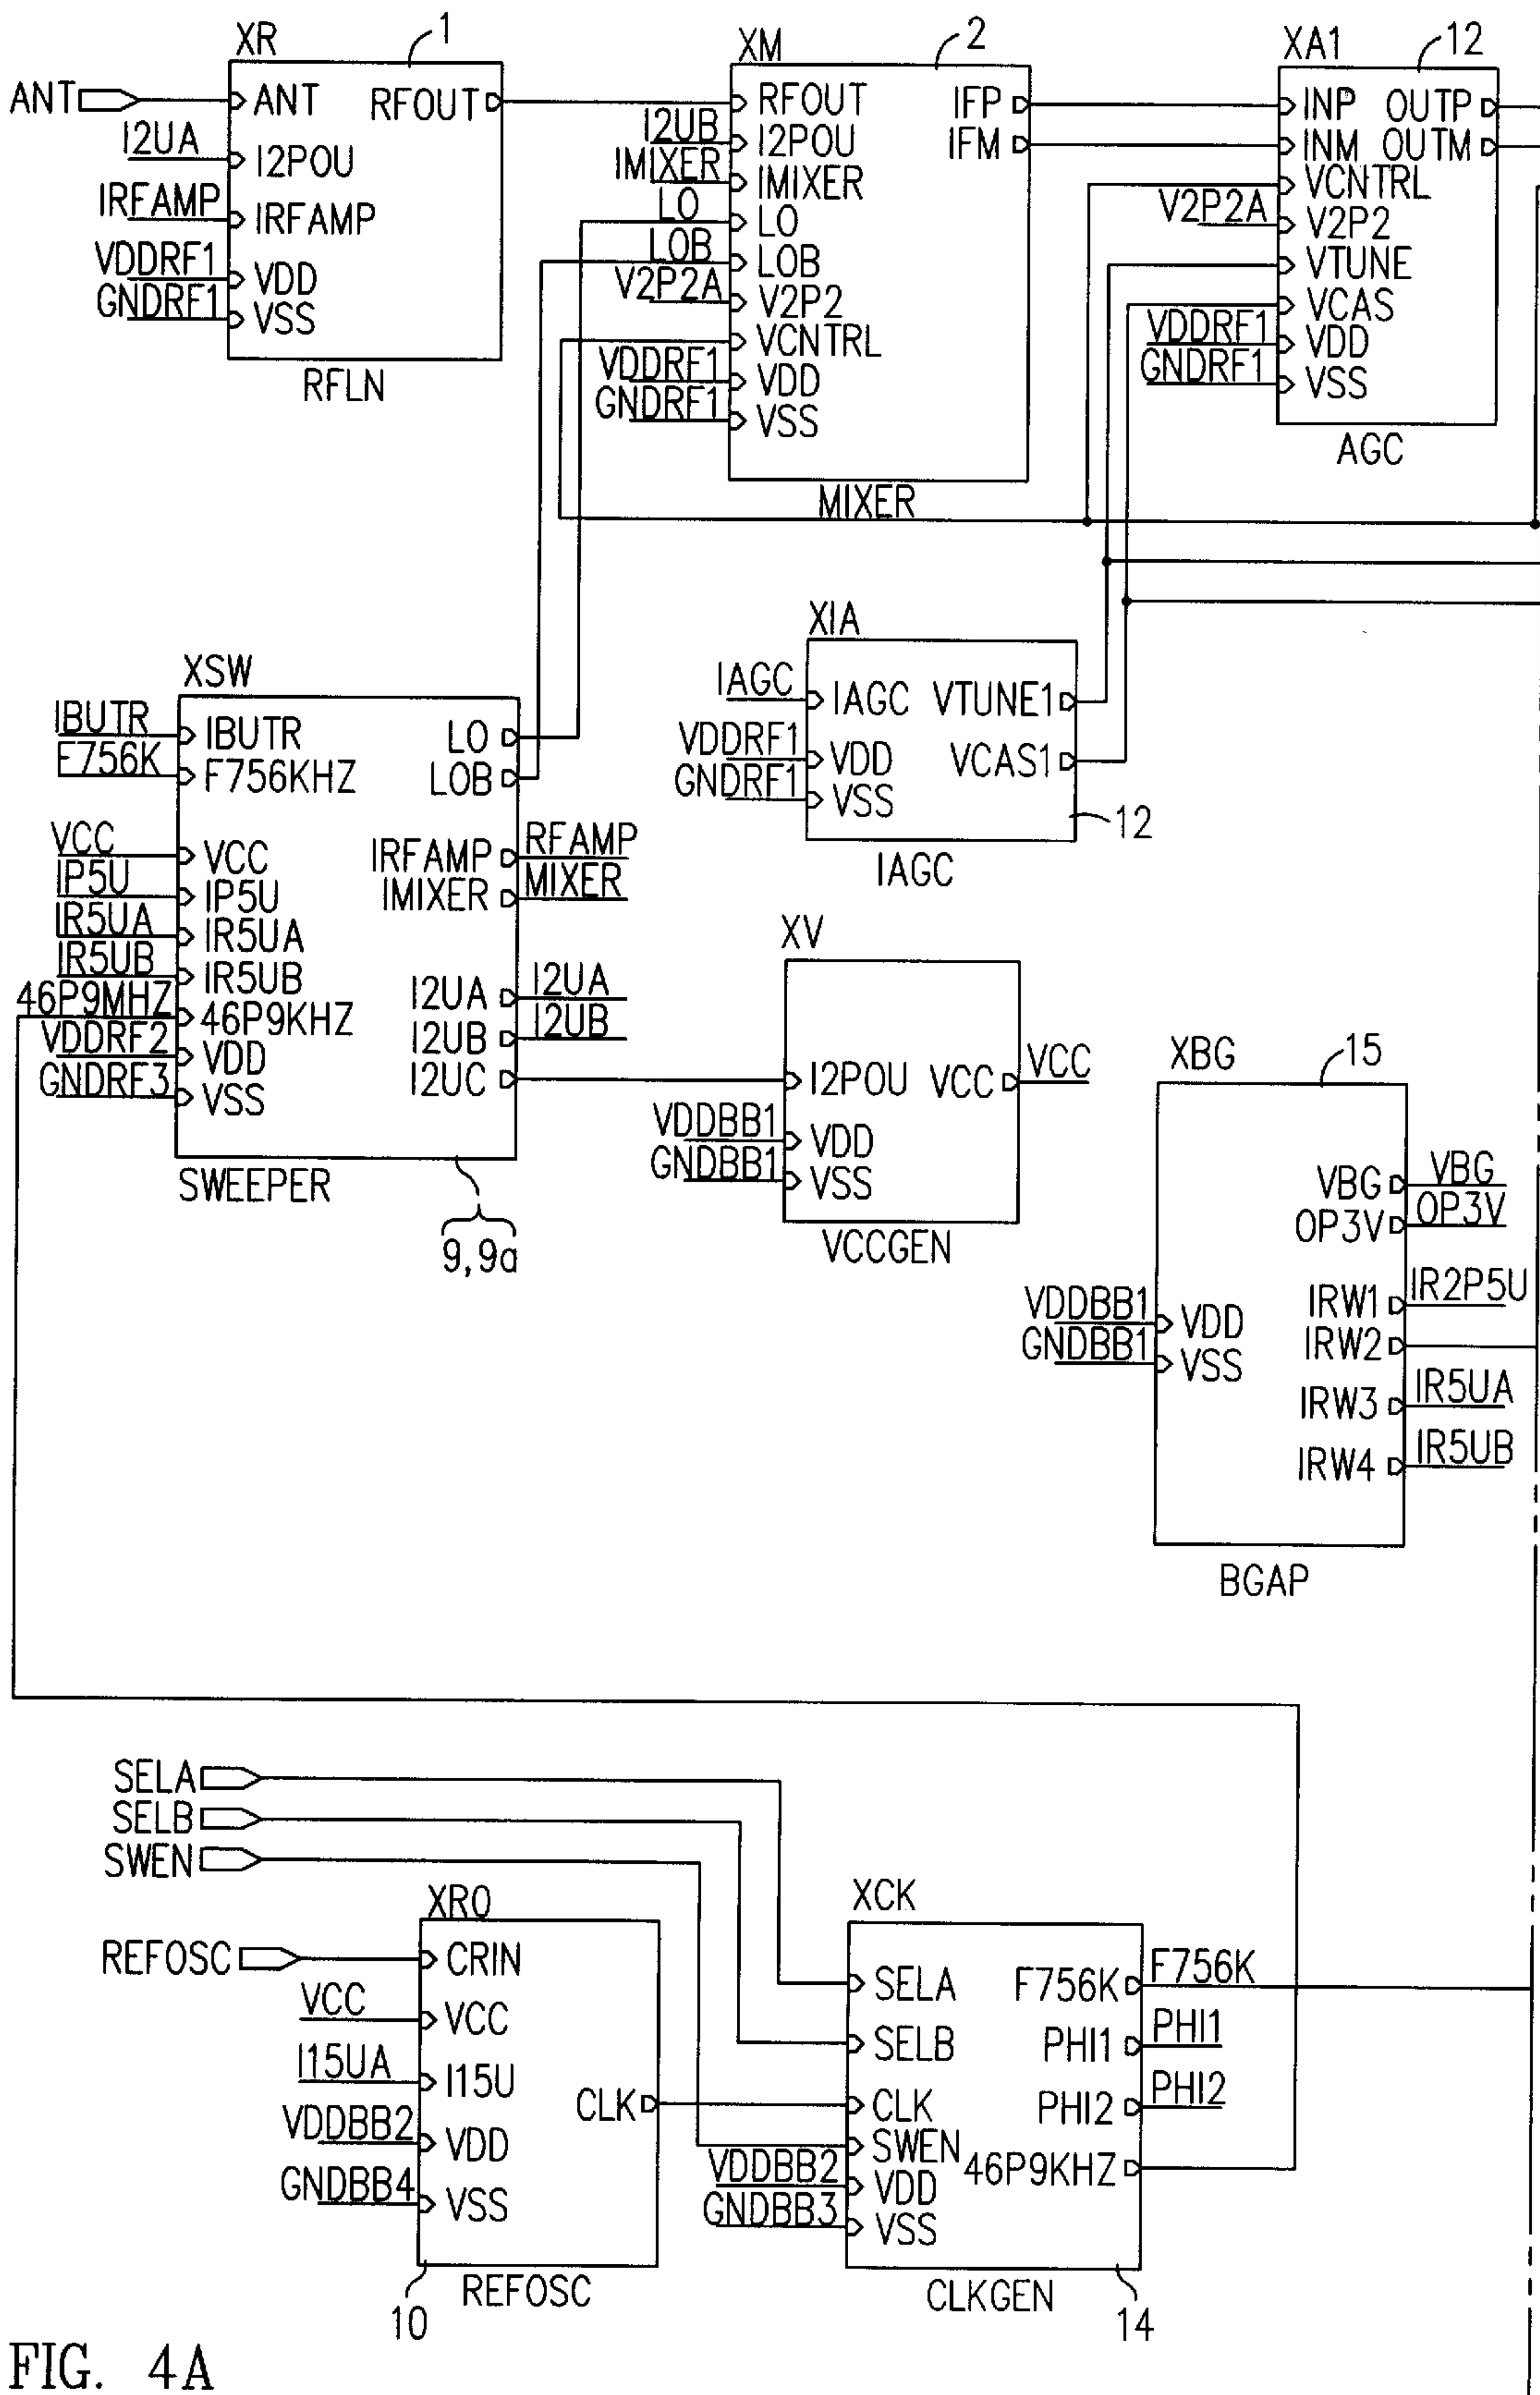 XR
1
ANT
ANT
RFOUT
I2UA
I2POU
IRFAMP
IRFAMP
VDDRF1
VDD
GNDRF1
VSS
RFLN
XM
2
RFOUT
IFP
I2UB
I2POU
IFM
IMIXER
IMIXER
LO
LO
LOB
LOB
V2P2A
V2P2
VCNTRL
VDDRF1
VDD
GNDRF1
VSS
MIXER
XA1
12
INP
OUTP
INM
OUTM
VCNTRL
V2P2A
V2P2
VTUNE
VCAS
VDDRF1
VDD
GNDRF1
VSS
AGC
XSW
IBUTR
IBUTR
LO
F756K
F756KHZ
LOB
VCC
VCC
IRFAMP
RFAMP
IP5U
IP5U
IMIXER
MIXER
IR5UA
IR5UA
IR5UB
IR5UB
I2UA
I2UA
46P9MHZ
46P9KHZ
I2UB
I2UB
VDDRF2
VDD
I2UC
GNDRF3
VSS
SWEEPER
9,9a
XIA
IAGC
IAGC
VTUNE1
VDDRF1
VDD
VCAS1
GNDRF1
VSS
12
IAGC
XV
I2POU
VCC
VCC
VDDBB1
VDD
GNDBB1
VSS
VCCGEN
XBG
15
VBG
VBG
OP3V
OP3V
IRW1
IR2P5U
VDDBB1
VDD
IRW2
GNDBB1
VSS
IRW3
IR5UA
IRW4
IR5UB
BGAP
SELA
SELB
SWEN
XRO
REFOSC
CRIN
VCC
VCC
I15UA
I15U
CLK
VDDBB2
VDD
GNDBB4
VSS
10
REFOSC
XCK
SELA
F756K
F756K
SELB
PHI1
PHI1
CLK
PHI2
PHI2
SWEN
46P9KHZ
VDDBB2
VDD
GNDBB3
VSS
CLKGEN
14
FIG. 4A